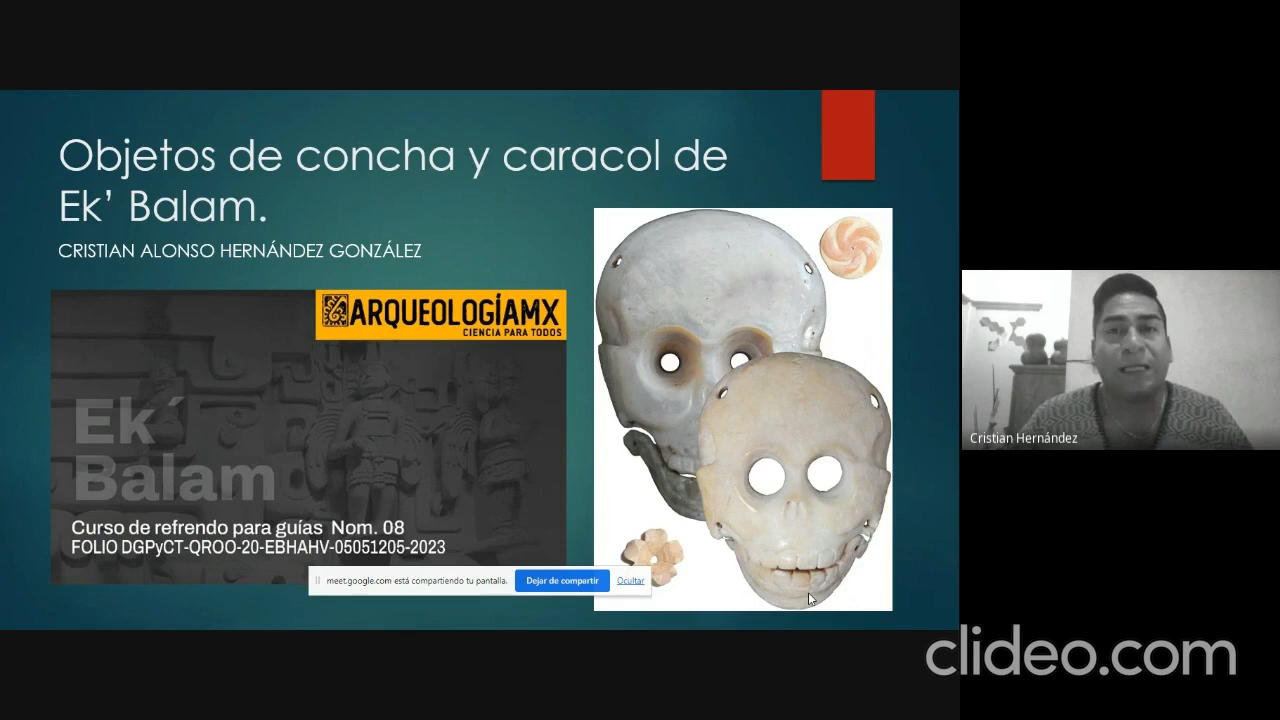 Objetos de concha y caracol de
Ek’ Balam.
CRISTIAN ALONSO HERNÁNDEZ GONZÁLEZ
ARQUEOLOGÍAMX
CIENCIA PARA TODOS
Ek´
Balam
Curso de refrendo para guías Nom. 08
FOLIO DGPyCT-QROO-20-EBHAHV-05051205-2023
meet.google.com está compartiendo tu pantalla.
Dejar de compartir
Ocultar
Cristian Hernández
clideo.com